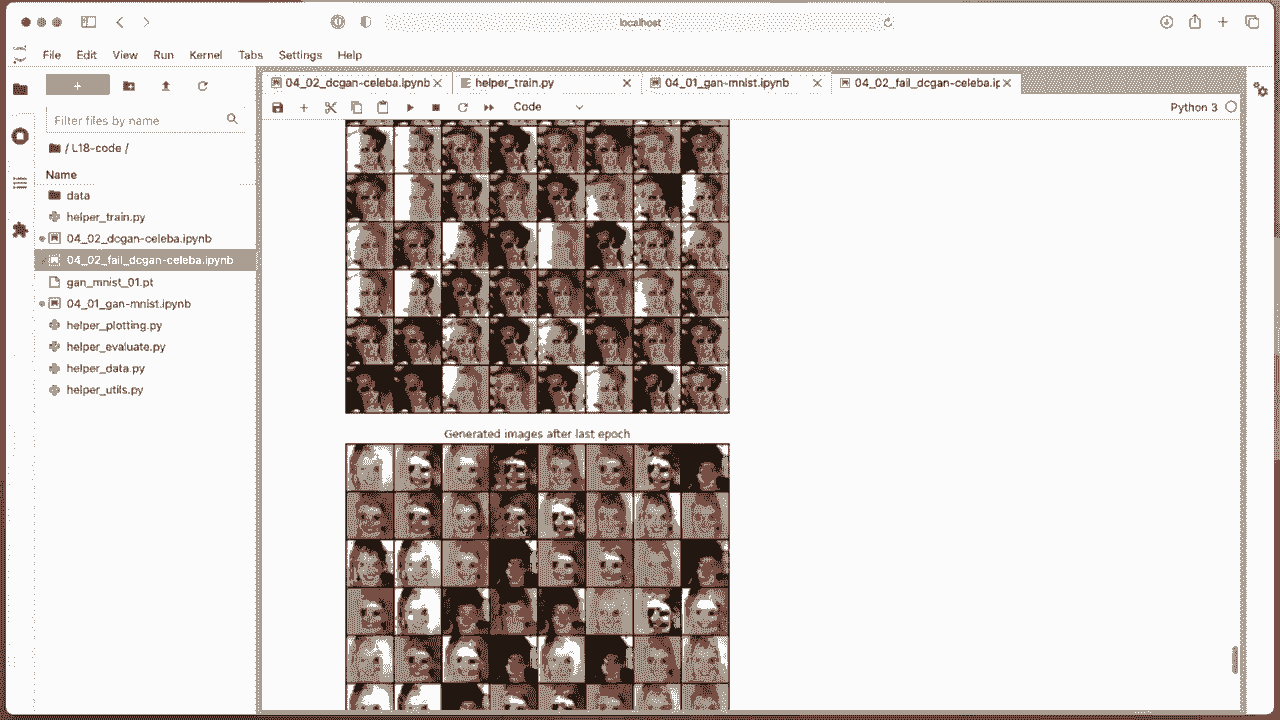 localhost
File Edit View Run Kernel Tabs Settings Help
04_02_dcgan-celeba.ipynb
helper_train.py
04_01_gan-mnist.ipynb
04_02_fail_dcgan-celeba.ip
Code
Python 3
Filter files by name
/ L18-code /
Name
data
helper_train.py
04_02_dcgan-celeba.ipynb
04_02_fail_dcgan-celeba.ipynb
gan_mnist_01.pt
04_01_gan-mnist.ipynb
helper_plotting.py
helper_evaluate.py
helper_data.py
helper_utils.py
Generated images after last epoch